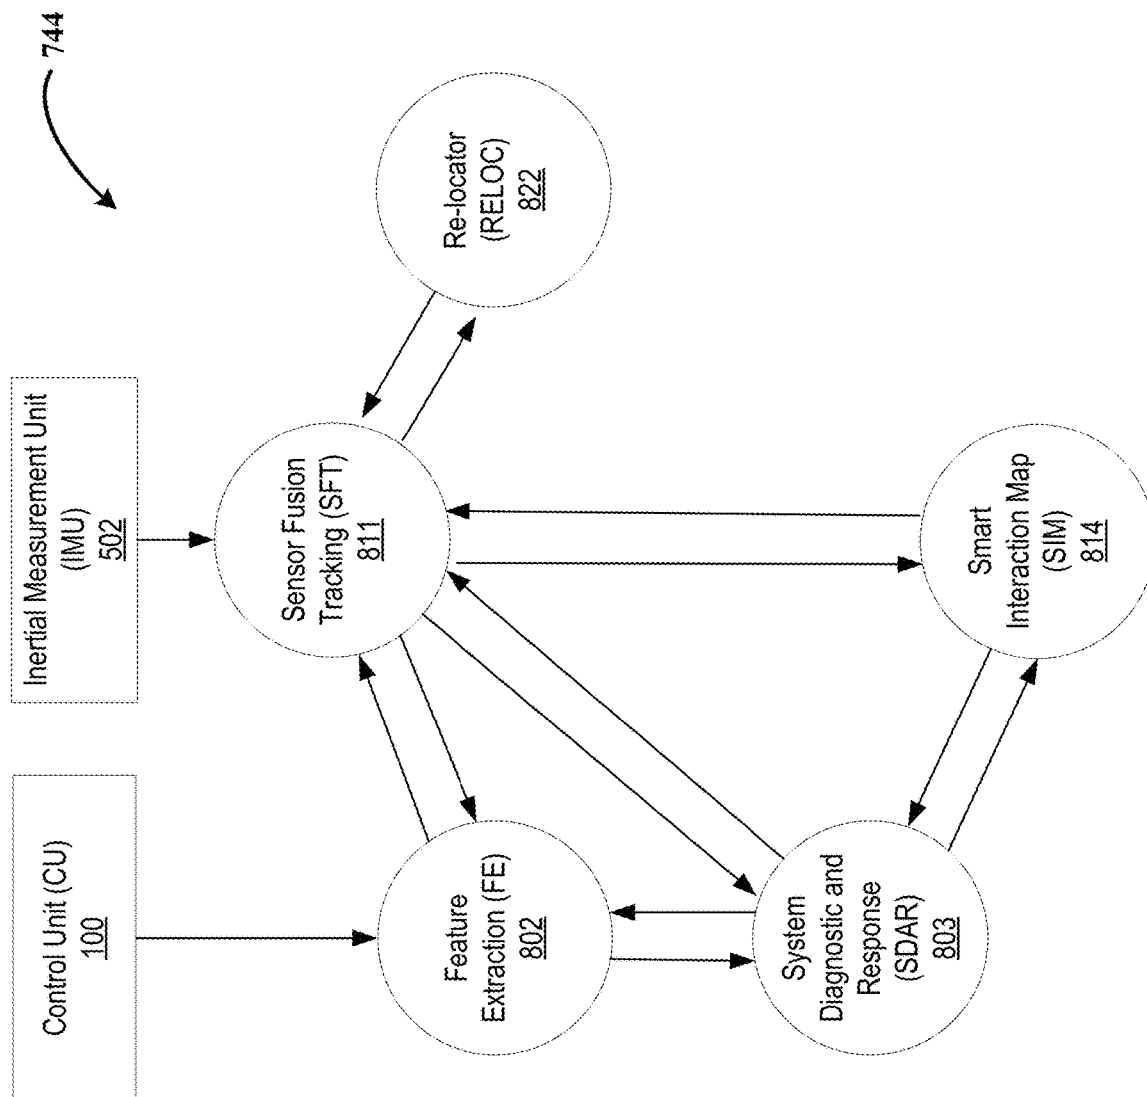 744
Control Unit (CU)
100
Inertial Measurement Unit
(IMU)
502
Feature
Extraction (FE)
802
Sensor Fusion
Tracking (SFT)
811
Re-locator
(RELOC)
822
System
Diagnostic and
Response
(SDAR)
803
Smart
Interaction Map
(SIM)
814